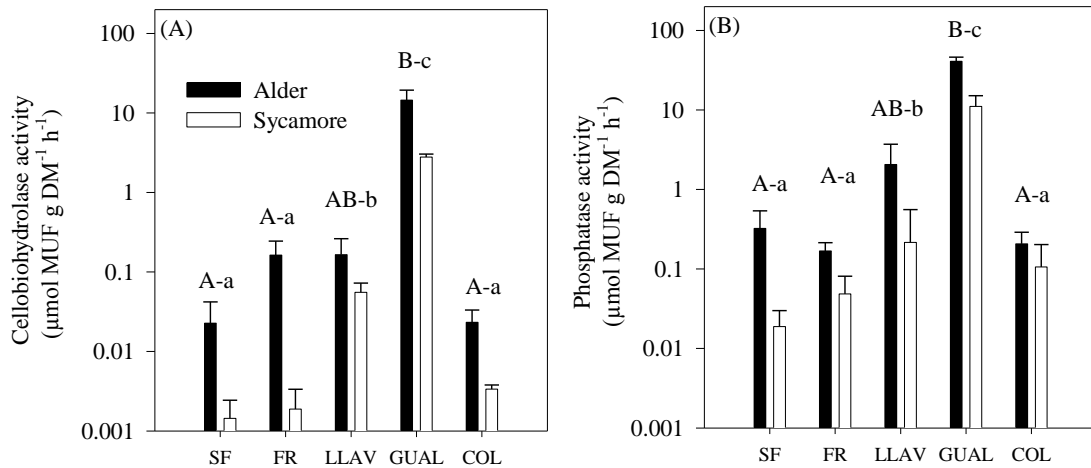 (A)
Cellobiohydrolase activity
(µmol MUF g DM⁻¹ h⁻¹)
100
10
1
0.1
0.01
0.001
Alder
Sycamore
A-a
A-a
AB-b
B-c
A-a
SF FR LLAV GUAL COL
(B)
Phosphatase activity
(µmol MUF g DM⁻¹ h⁻¹)
100
10
1
0.1
0.01
0.001
A-a
A-a
AB-b
B-c
A-a
SF FR LLAV GUAL COL